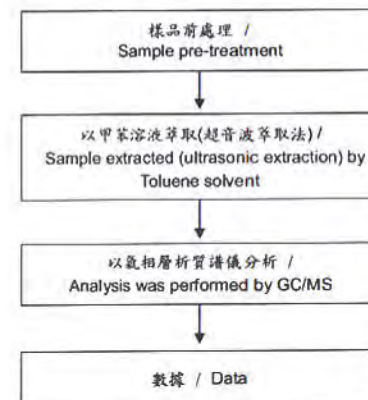 樣品前處理 /
Sample pre-treatment
以甲苯溶液萃取(超音波萃取法) /
Sample extracted (ultrasonic extraction) by
Toluene solvent
以氣相層析質譜儀分析 /
Analysis was performed by GC/MS
數據 / Data